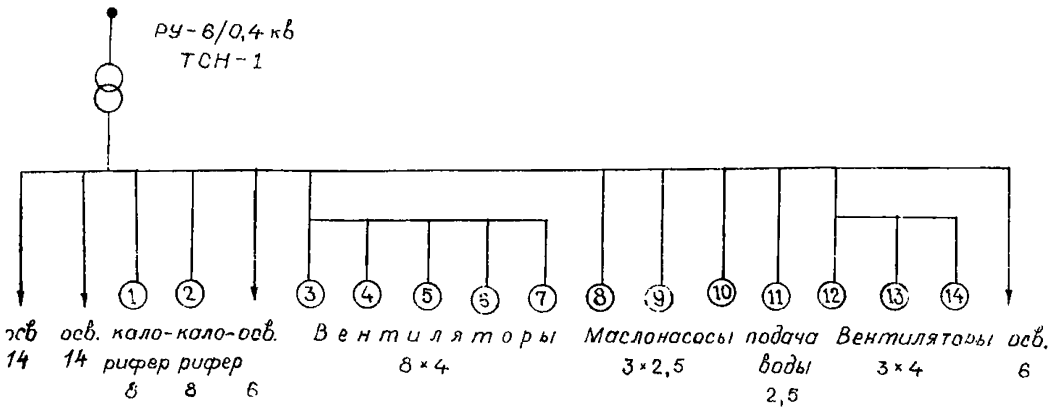 РУ-6/0,4 кв
ТСН-1
1 2 3 4 5 6 7 8 9 10 11 12 13 14
осв осв. кало- кало- осв. Вентиляторы Маслонасосы подача Вентиляторы осв.
14 14 рифер рифер 8 × 4 3 × 2,5 воды 3 × 4 6
8 8 6 2,5